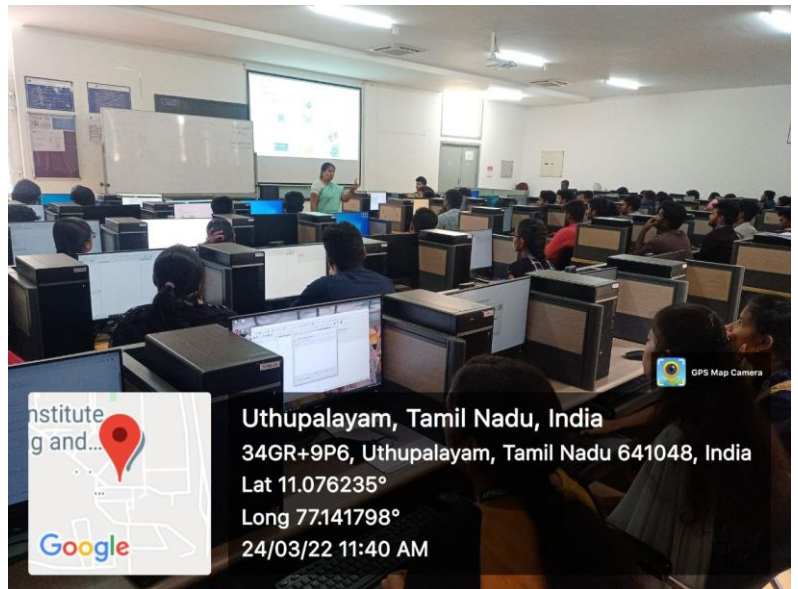 GPS Map Camera
nstitute
g and...
...
Google
Uthupalayam, Tamil Nadu, India
34GR+9P6, Uthupalayam, Tamil Nadu 641048, India
Lat 11.076235°
Long 77.141798°
24/03/22 11:40 AM